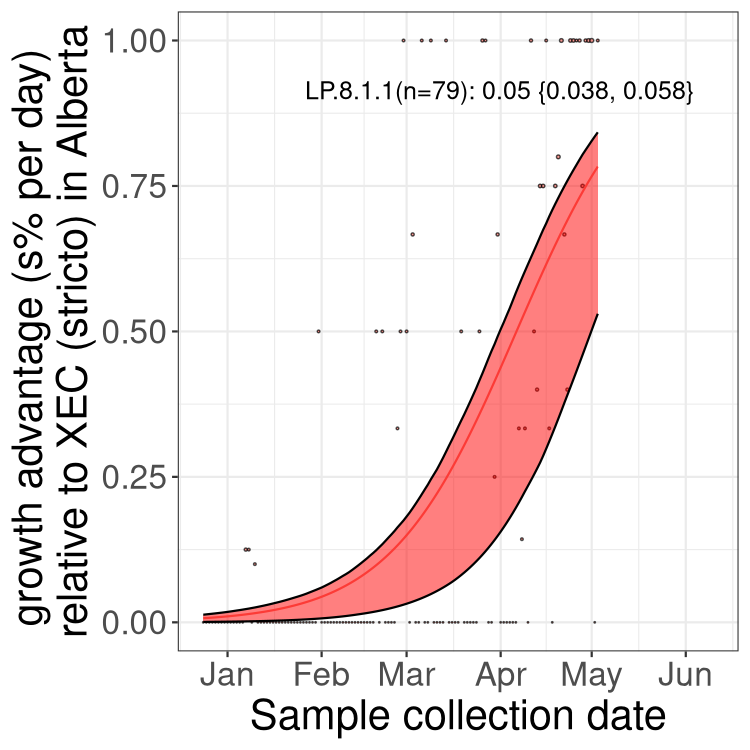 growth advantage (s% per day)
relative to XEC (stricto) in Alberta
1.00
0.75
0.50
0.25
0.00
LP.8.1.1(n=79): 0.05 {0.038, 0.058}
Jan Feb Mar Apr May Jun
Sample collection date